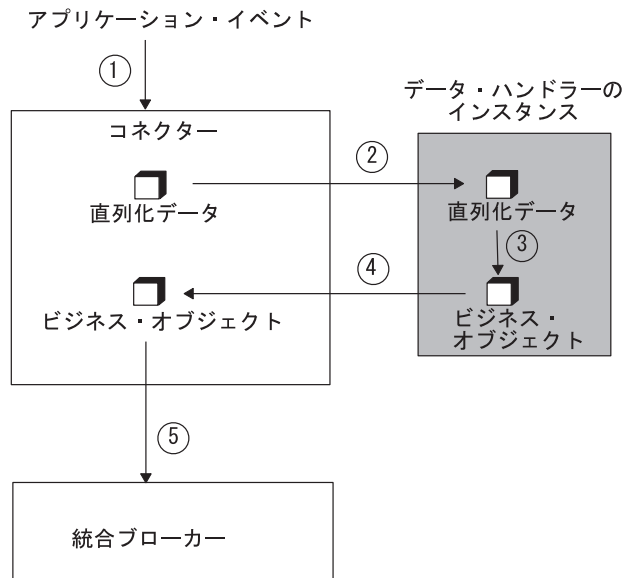 アプリケーション・イベント
①
データ・ハンドラーの
インスタンス
コネクター
②
直列化データ
直列化データ
③
④
ビジネス・オブジェクト
ビジネス・
オブジェクト
⑤
統合ブローカー